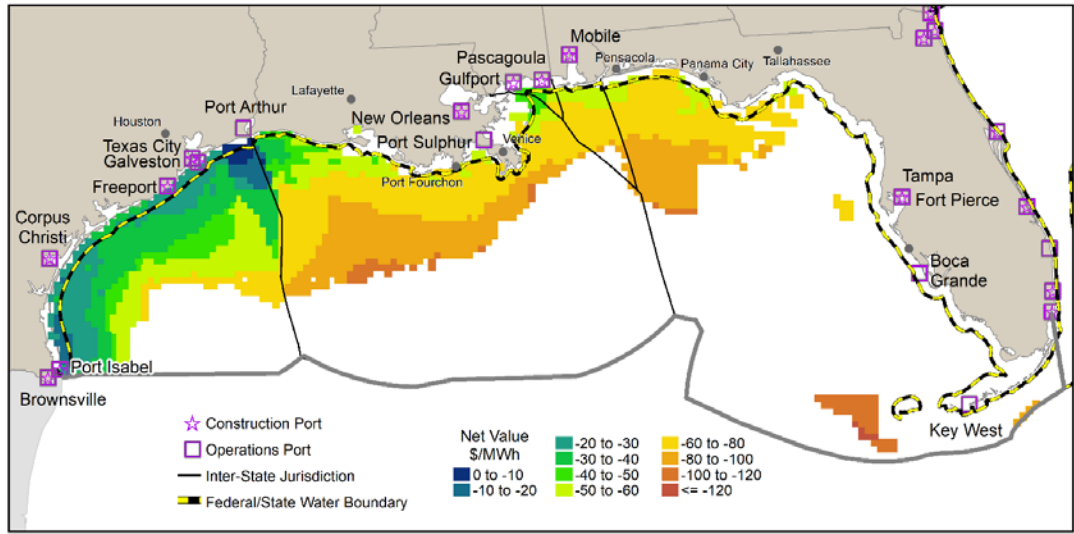 Mobile
Pascagoula
Pensacola
Tallahassee
Gulfport
Panama City
Lafayette
Port Arthur
New Orleans
Houston
Texas City
Port Sulphur
Venice
Galveston
Freeport
Port Fourchon
Tampa
Fort Pierce
Corpus
Christi
Boca
Grande
Port Isabel
Brownsville
Key West
Construction Port
Operations Port
Inter-State Jurisdiction
Federal/State Water Boundary
Net Value
$/MWh
0 to -10
-10 to -20
-20 to -30
-30 to -40
-40 to -50
-50 to -60
-60 to -80
-80 to -100
-100 to -120
<= -120